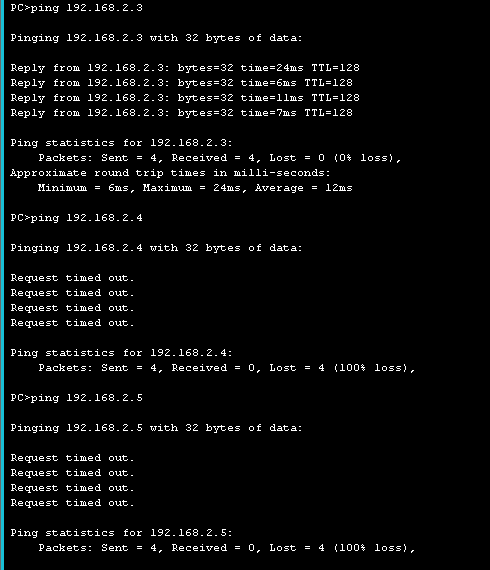 PC>ping 192.168.2.3
Pinging 192.168.2.3 with 32 bytes of data:
Reply from 192.168.2.3: bytes=32 time=24ms TTL=128
Reply from 192.168.2.3: bytes=32 time=6ms TTL=128
Reply from 192.168.2.3: bytes=32 time=11ms TTL=128
Reply from 192.168.2.3: bytes=32 time=7ms TTL=128
Ping statistics for 192.168.2.3:
    Packets: Sent = 4, Received = 4, Lost = 0 (0% loss),
Approximate round trip times in milli-seconds:
    Minimum = 6ms, Maximum = 24ms, Average = 12ms
PC>ping 192.168.2.4
Pinging 192.168.2.4 with 32 bytes of data:
Request timed out.
Request timed out.
Request timed out.
Request timed out.
Ping statistics for 192.168.2.4:
    Packets: Sent = 4, Received = 0, Lost = 4 (100% loss),
PC>ping 192.168.2.5
Pinging 192.168.2.5 with 32 bytes of data:
Request timed out.
Request timed out.
Request timed out.
Request timed out.
Ping statistics for 192.168.2.5:
    Packets: Sent = 4, Received = 0, Lost = 4 (100% loss),